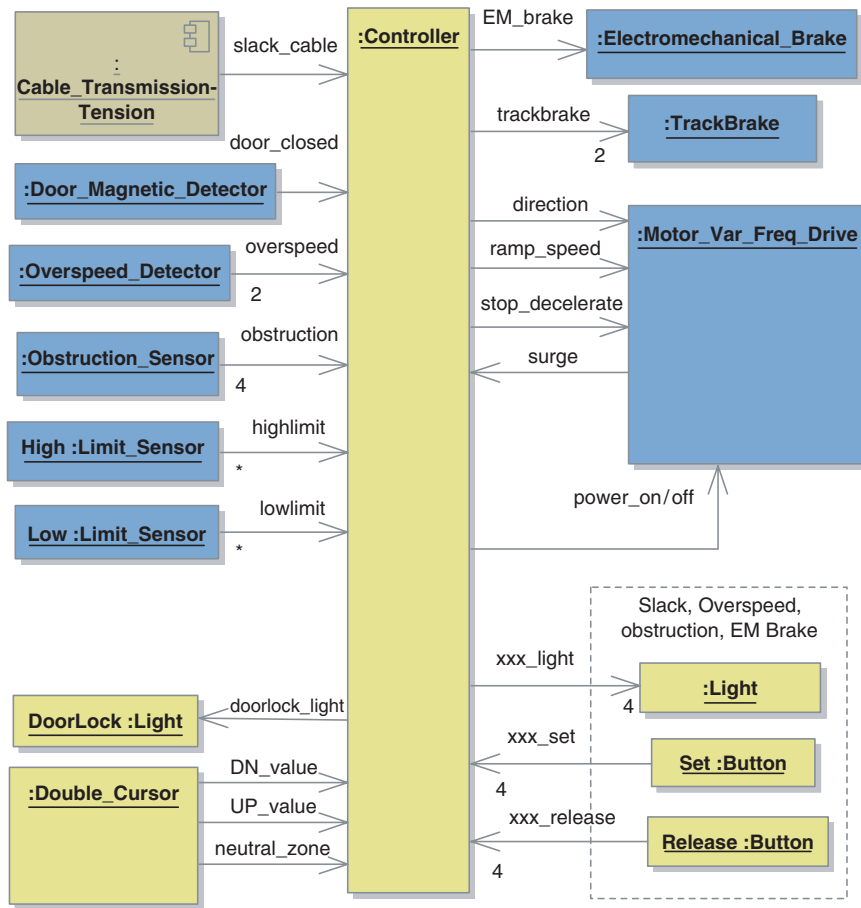 :
Cable_Transmission-
Tension
slack_cable
:Controller
EM_brake
:Electromechanical_Brake
trackbrake
2
:TrackBrake
door_closed
:Door_Magnetic_Detector
overspeed
:Overspeed_Detector
2
obstruction
:Obstruction_Sensor
4
highlimit
High :Limit_Sensor
*
lowlimit
Low :Limit_Sensor
*
direction
ramp_speed
stop_decelerate
surge
:Motor_Var_Freq_Drive
power_on/off
Slack, Overspeed,
obstruction, EM Brake
xxx_light
4
:Light
xxx_set
4
Set :Button
xxx_release
4
Release :Button
doorlock_light
DoorLock :Light
:Double_Cursor
DN_value
UP_value
neutral_zone